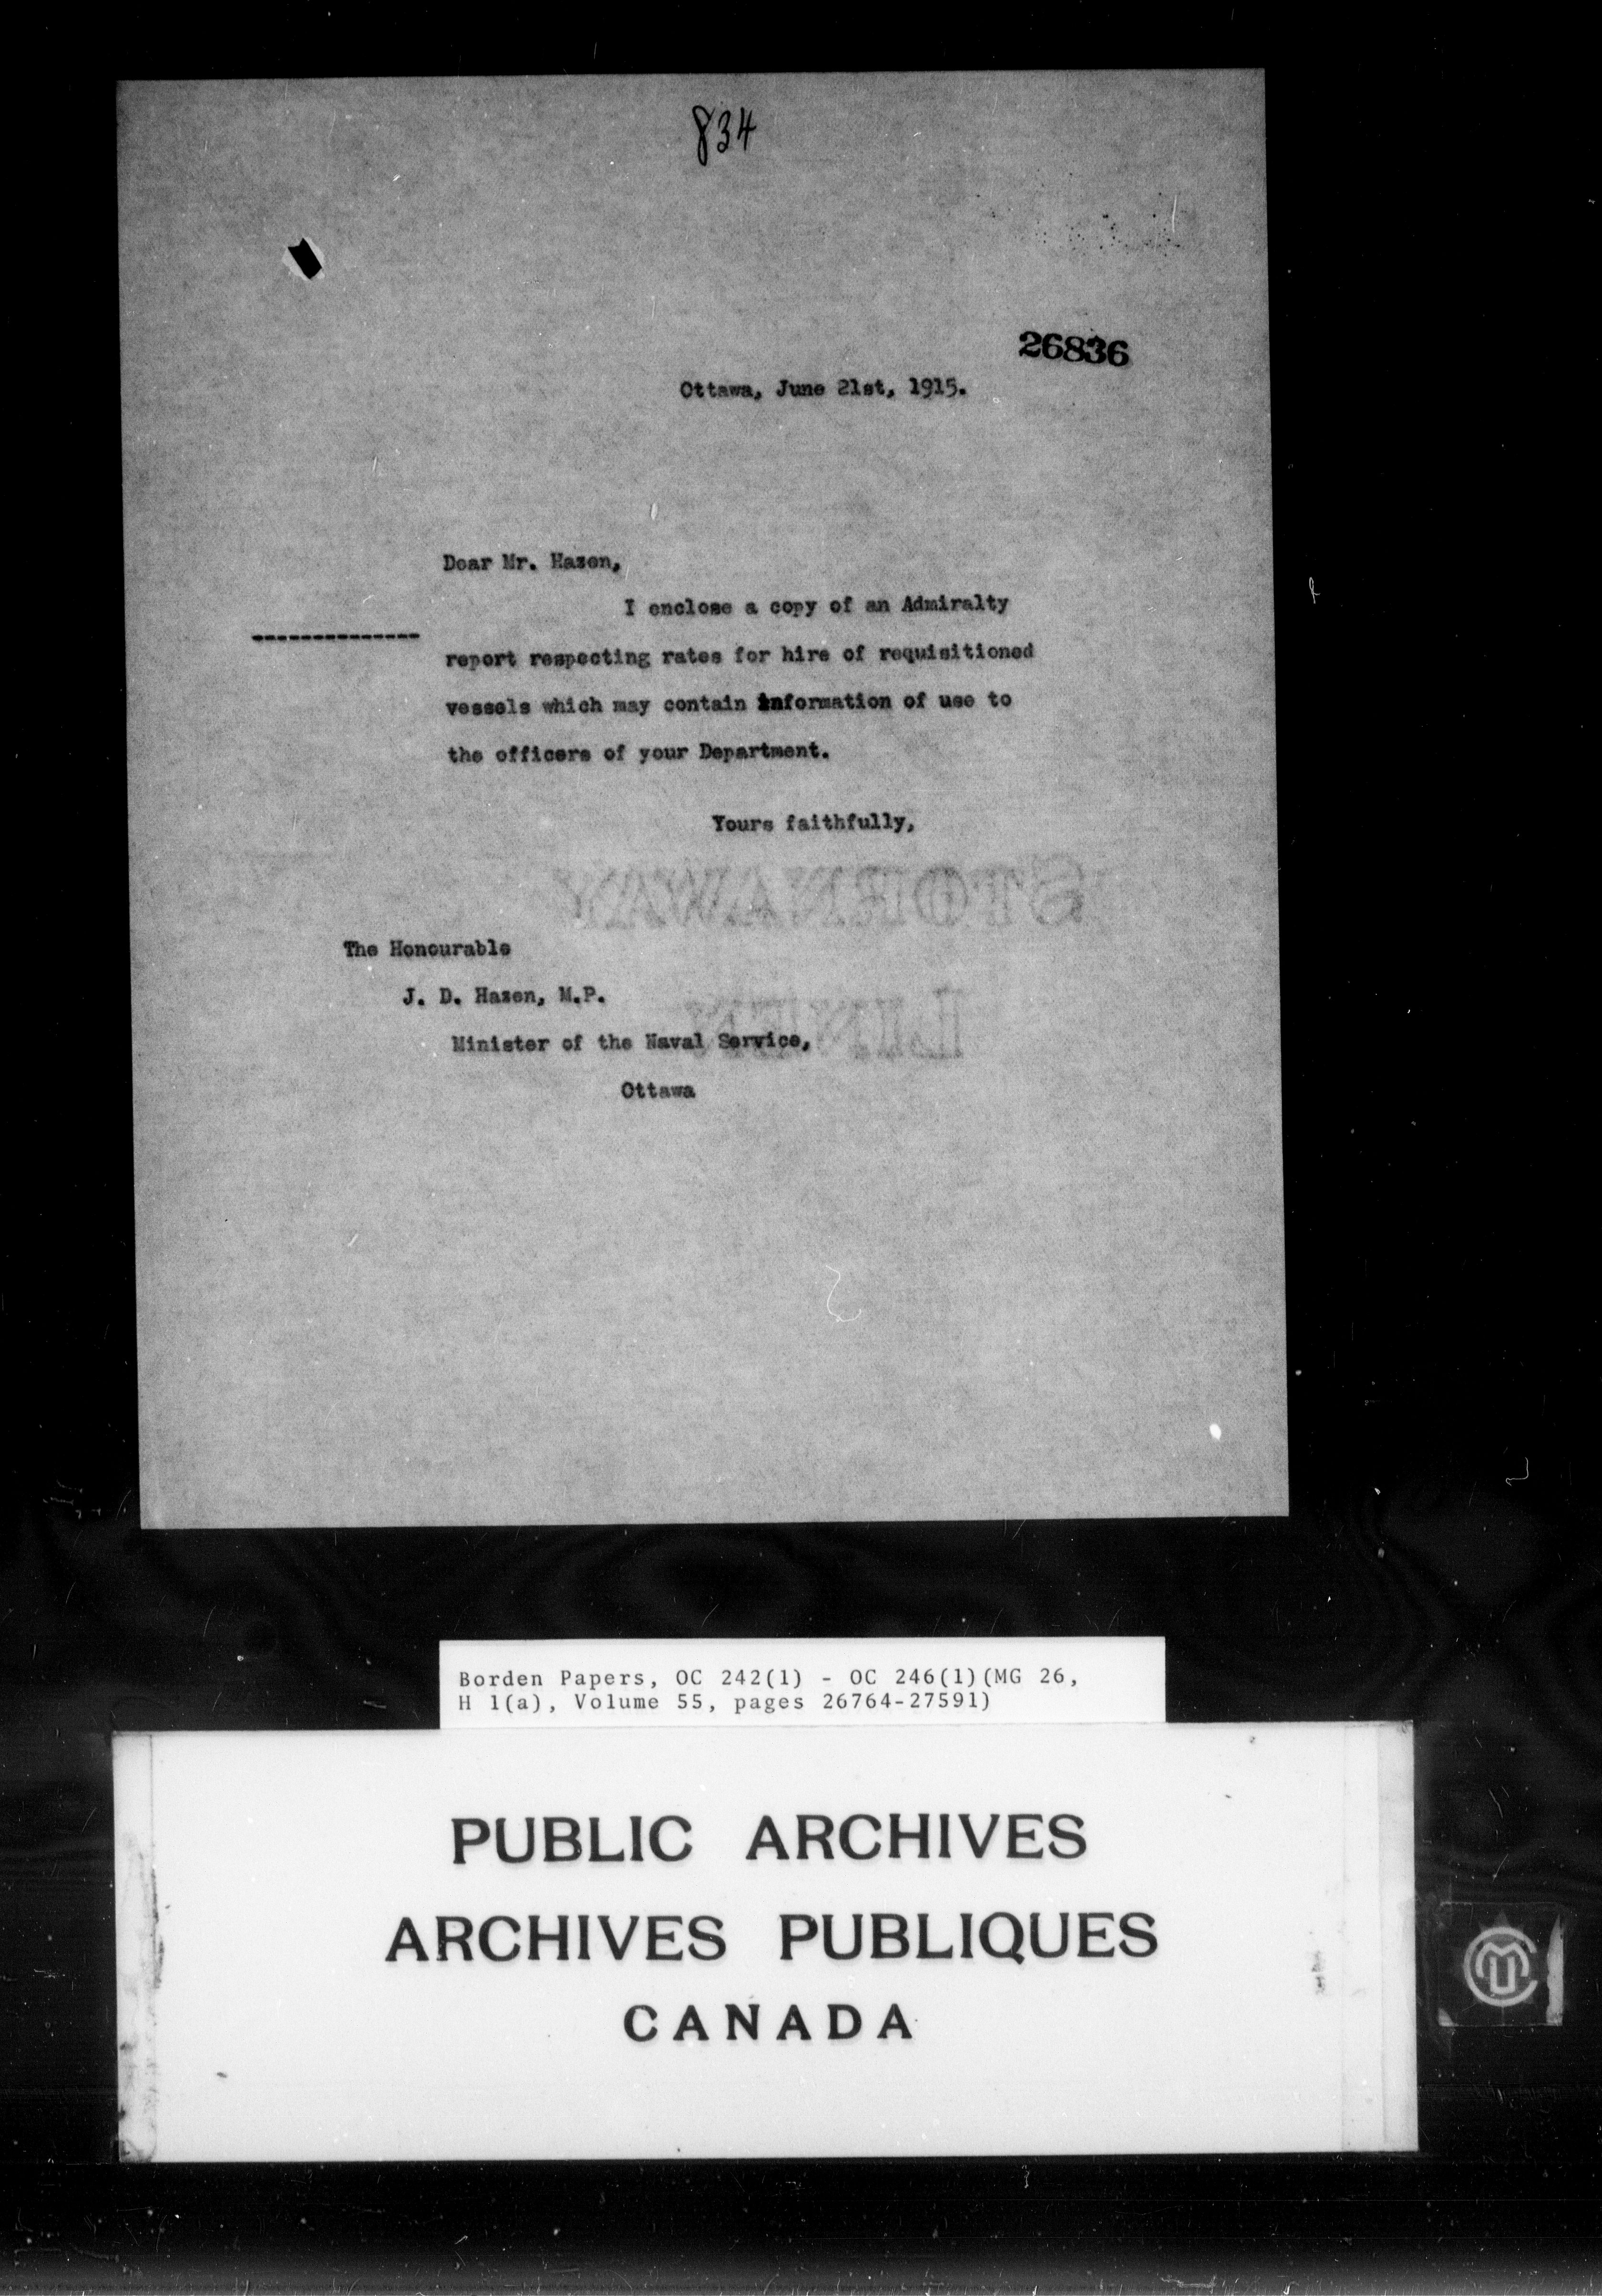 834
26836
Ottawa, June 21st, 1915.
Dear Mr. Hazen,
I enclose a copy of an Admiralty
---------------
report respecting rates for hire of requisitioned
vessels which may contain information of use to
the officers of your Department.
Yours faithfully,
STORNAWAY
The Honourable
J. D. Hazen, M.P.
LINEN
Minister of the Naval Service,
Ottawa
Borden Papers, OC 242(1) - OC 246(1)(MG 26,
H 1(a), Volume 55, pages 26764-27591)
PUBLIC ARCHIVES
ARCHIVES PUBLIQUES
CANADA